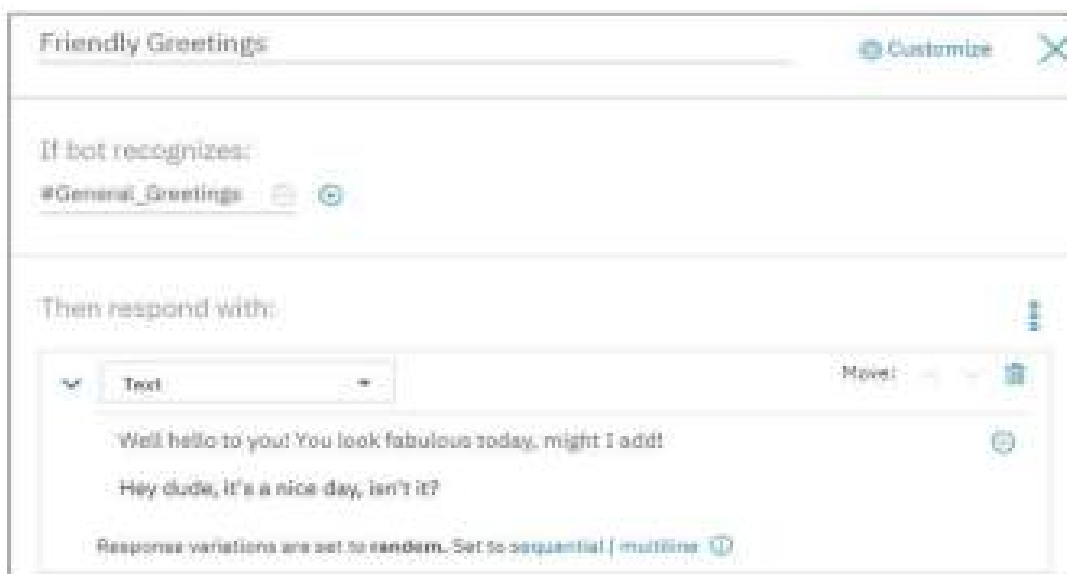 Friendly Greetings
Customize
If bot recognizes:
#General_Greetings
Then respond with:
Text
Move:
Well hello to you! You look fabulous today, might I add!
Hey dude, it's a nice day, isn't it?
Response variations are set to random. Set to sequential | multiline